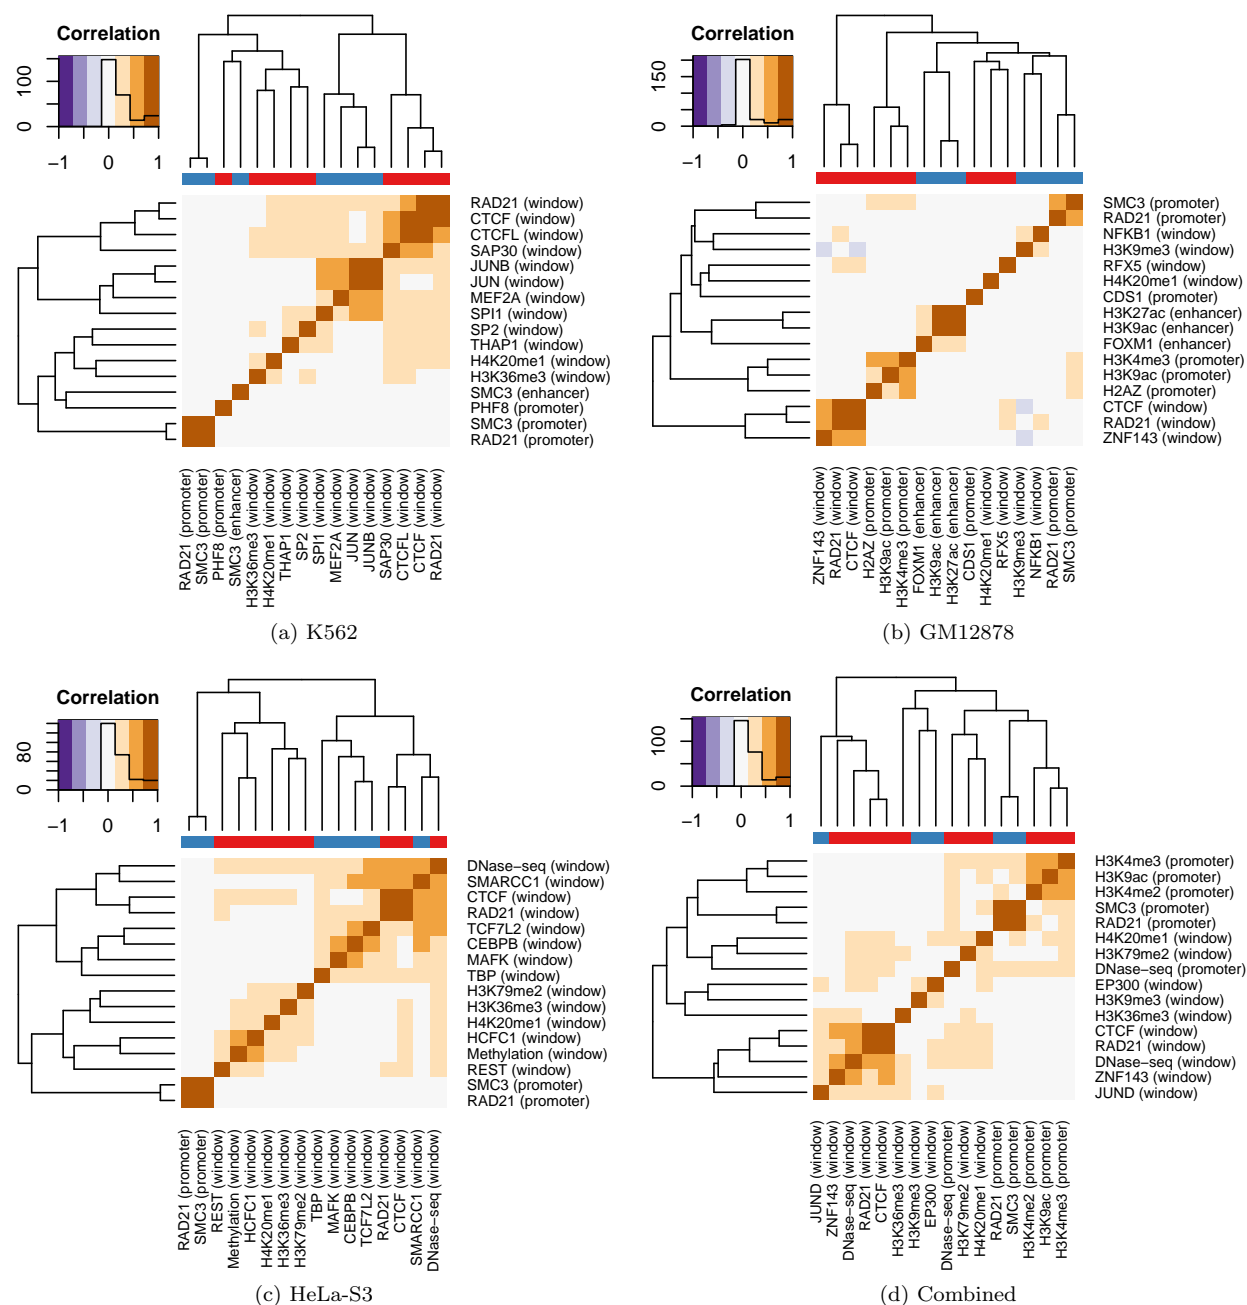 Correlation
0 100
−1 0 1
RAD21 (window)
CTCF (window)
CTCFL (window)
SAP30 (window)
JUNB (window)
JUN (window)
MEF2A (window)
SPI1 (window)
SP2 (window)
THAP1 (window)
H4K20me1 (window)
H3K36me3 (window)
SMC3 (enhancer)
PHF8 (promoter)
SMC3 (promoter)
RAD21 (promoter)
RAD21 (promoter)
SMC3 (promoter)
PHF8 (promoter)
SMC3 (enhancer)
H3K36me3 (window)
H4K20me1 (window)
THAP1 (window)
SP2 (window)
SPI1 (window)
MEF2A (window)
JUN (window)
JUNB (window)
SAP30 (window)
CTCFL (window)
CTCF (window)
RAD21 (window)
(a) K562
Correlation
0 150
−1 0 1
SMC3 (promoter)
RAD21 (promoter)
NFKB1 (window)
H3K9me3 (window)
RFX5 (window)
H4K20me1 (window)
CDS1 (promoter)
H3K27ac (enhancer)
H3K9ac (enhancer)
FOXM1 (enhancer)
H3K4me3 (promoter)
H3K9ac (promoter)
H2AZ (promoter)
CTCF (window)
RAD21 (window)
ZNF143 (window)
ZNF143 (window)
RAD21 (window)
CTCF (window)
H2AZ (promoter)
H3K9ac (promoter)
H3K4me3 (promoter)
FOXM1 (enhancer)
H3K9ac (enhancer)
H3K27ac (enhancer)
CDS1 (promoter)
H4K20me1 (window)
RFX5 (window)
H3K9me3 (window)
NFKB1 (window)
RAD21 (promoter)
SMC3 (promoter)
(b) GM12878
Correlation
0 80
−1 0 1
DNase−seq (window)
SMARCC1 (window)
CTCF (window)
RAD21 (window)
TCF7L2 (window)
CEBPB (window)
MAFK (window)
TBP (window)
H3K79me2 (window)
H3K36me3 (window)
H4K20me1 (window)
HCFC1 (window)
Methylation (window)
REST (window)
SMC3 (promoter)
RAD21 (promoter)
RAD21 (promoter)
SMC3 (promoter)
REST (window)
Methylation (window)
HCFC1 (window)
H4K20me1 (window)
H3K36me3 (window)
H3K79me2 (window)
TBP (window)
MAFK (window)
CEBPB (window)
TCF7L2 (window)
RAD21 (window)
CTCF (window)
SMARCC1 (window)
DNase−seq (window)
(c) HeLa-S3
Correlation
0 100
−1 0 1
H3K4me3 (promoter)
H3K9ac (promoter)
H3K4me2 (promoter)
SMC3 (promoter)
RAD21 (promoter)
H4K20me1 (window)
H3K79me2 (window)
DNase−seq (promoter)
EP300 (window)
H3K9me3 (window)
H3K36me3 (window)
CTCF (window)
RAD21 (window)
DNase−seq (window)
ZNF143 (window)
JUND (window)
JUND (window)
ZNF143 (window)
DNase−seq (window)
RAD21 (window)
CTCF (window)
H3K36me3 (window)
H3K9me3 (window)
EP300 (window)
DNase−seq (promoter)
H3K79me2 (window)
H4K20me1 (window)
RAD21 (promoter)
SMC3 (promoter)
H3K4me2 (promoter)
H3K9ac (promoter)
H3K4me3 (promoter)
(d) Combined